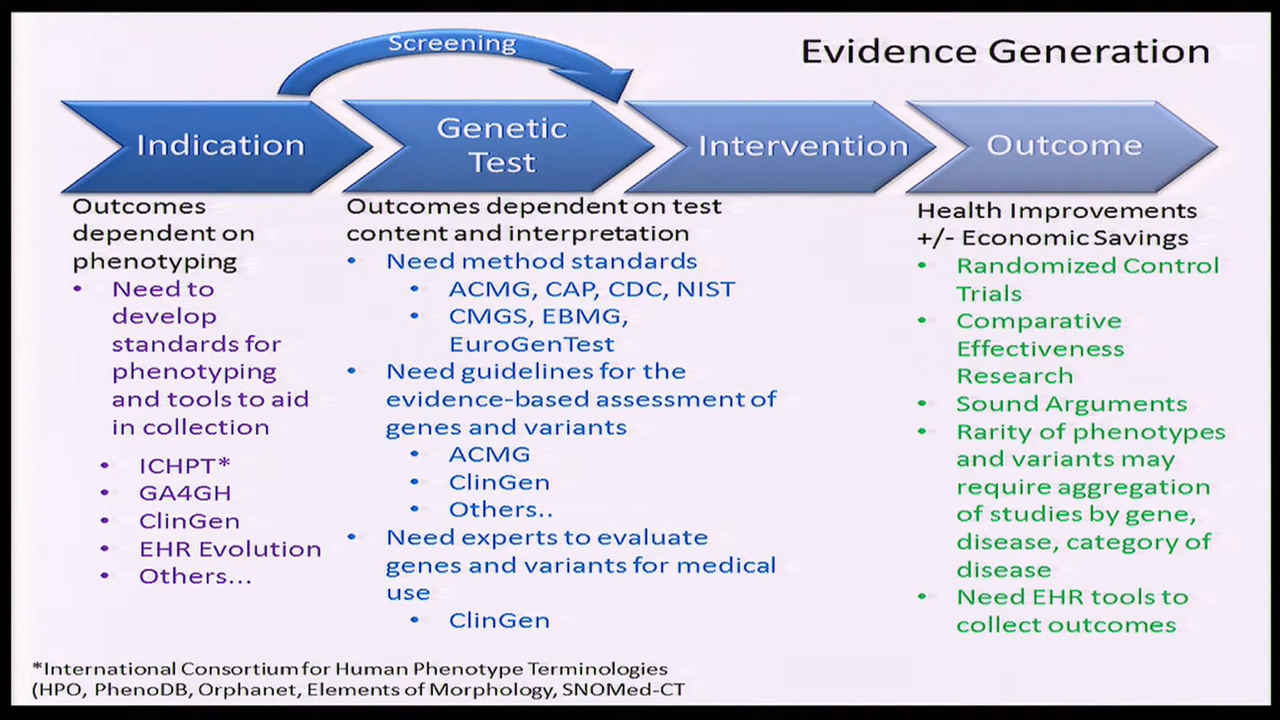 Screening
Evidence Generation
Indication
Genetic
Test
Intervention
Outcome
Outcomes
dependent on
phenotyping
• Need to
develop
standards for
phenotyping
and tools to aid
in collection
• ICHPT*
• GA4GH
• ClinGen
• EHR Evolution
• Others...
Outcomes dependent on test
content and interpretation
• Need method standards
• ACMG, CAP, CDC, NIST
• CMGS, EBMG,
EuroGenTest
• Need guidelines for the
evidence-based assessment of
genes and variants
• ACMG
• ClinGen
• Others..
• Need experts to evaluate
genes and variants for medical
use
• ClinGen
Health Improvements
+/- Economic Savings
• Randomized Control
Trials
• Comparative
Effectiveness
Research
• Sound Arguments
• Rarity of phenotypes
and variants may
require aggregation
of studies by gene,
disease, category of
disease
• Need EHR tools to
collect outcomes
*International Consortium for Human Phenotype Terminologies
(HPO, PhenoDB, Orphanet, Elements of Morphology, SNOMed-CT